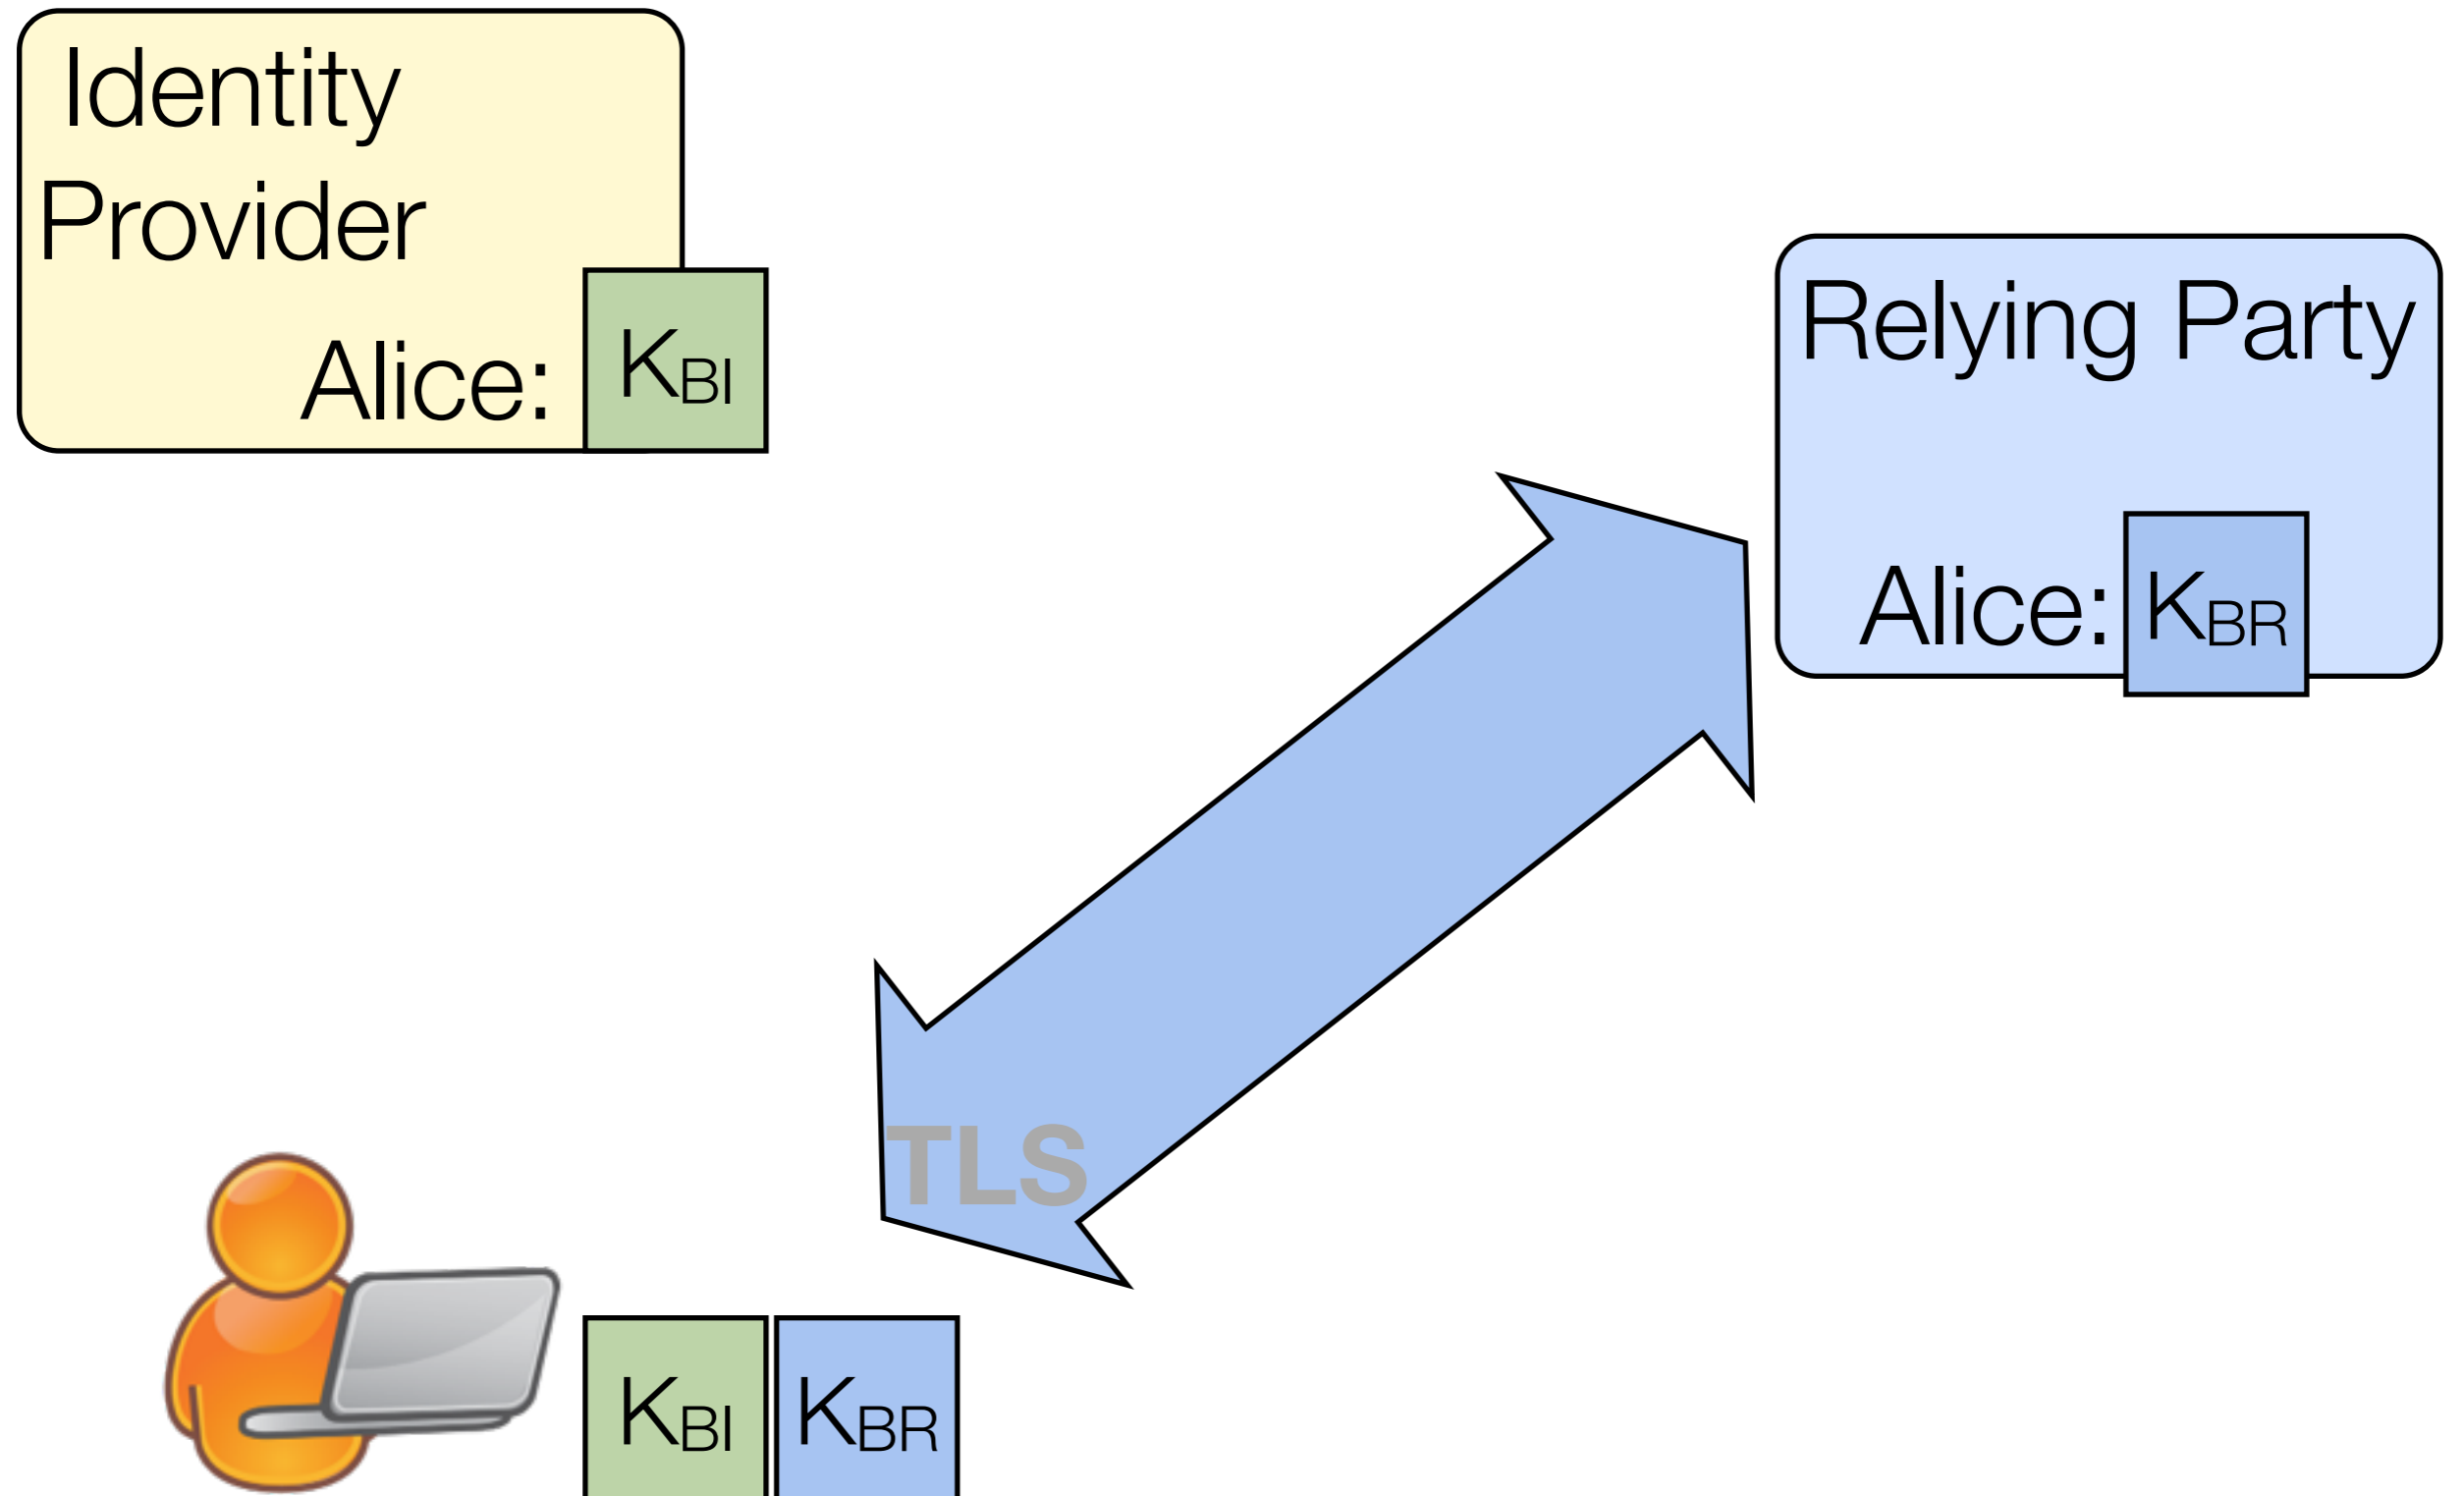 Identity
Provider
Alice:
KBI
Relying Party
Alice:
KBR
TLS
KBI
KBR